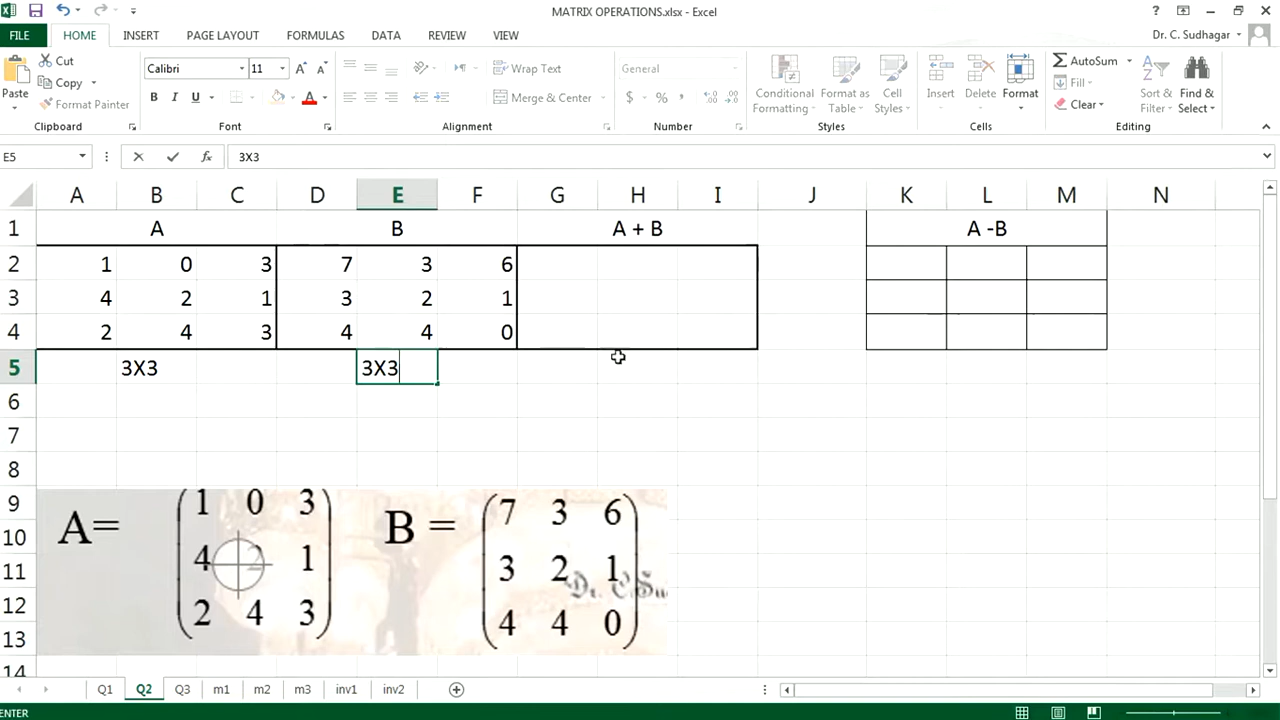 MATRIX OPERATIONS.xlsx - Excel
FILE HOME INSERT PAGE LAYOUT FORMULAS DATA REVIEW VIEW Dr. C. Sudhagar
Paste
Cut
Copy
Format Painter
Clipboard
Calibri 11
B I U
Font
Wrap Text
Merge & Center
Alignment
General
$ % ,
Number
Conditional Formatting
Format as Table
Cell Styles
Styles
Insert Delete Format
Cells
AutoSum
Fill
Clear
Sort & Filter
Find & Select
Editing
E5 fx 3X3
A B C D E F G H I J K L M N
1 A B A + B A -B
2 1 0 3 7 3 6
3 4 2 1 3 2 1
4 2 4 3 4 4 0
5 3X3 3X3
6
7
8
9
10
11
12
13
14
A= 1 0 3 B = 7 3 6
4 2 1 3 2 1
2 4 3 4 4 0
Dr. C.Su
Q1 Q2 Q3 m1 m2 m3 inv1 inv2
ENTER